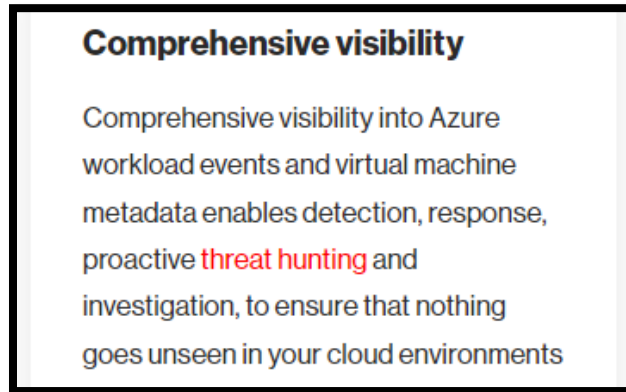 Comprehensive visibility
Comprehensive visibility into Azure
workload events and virtual machine
metadata enables detection, response,
proactive threat hunting and
investigation, to ensure that nothing
goes unseen in your cloud environments